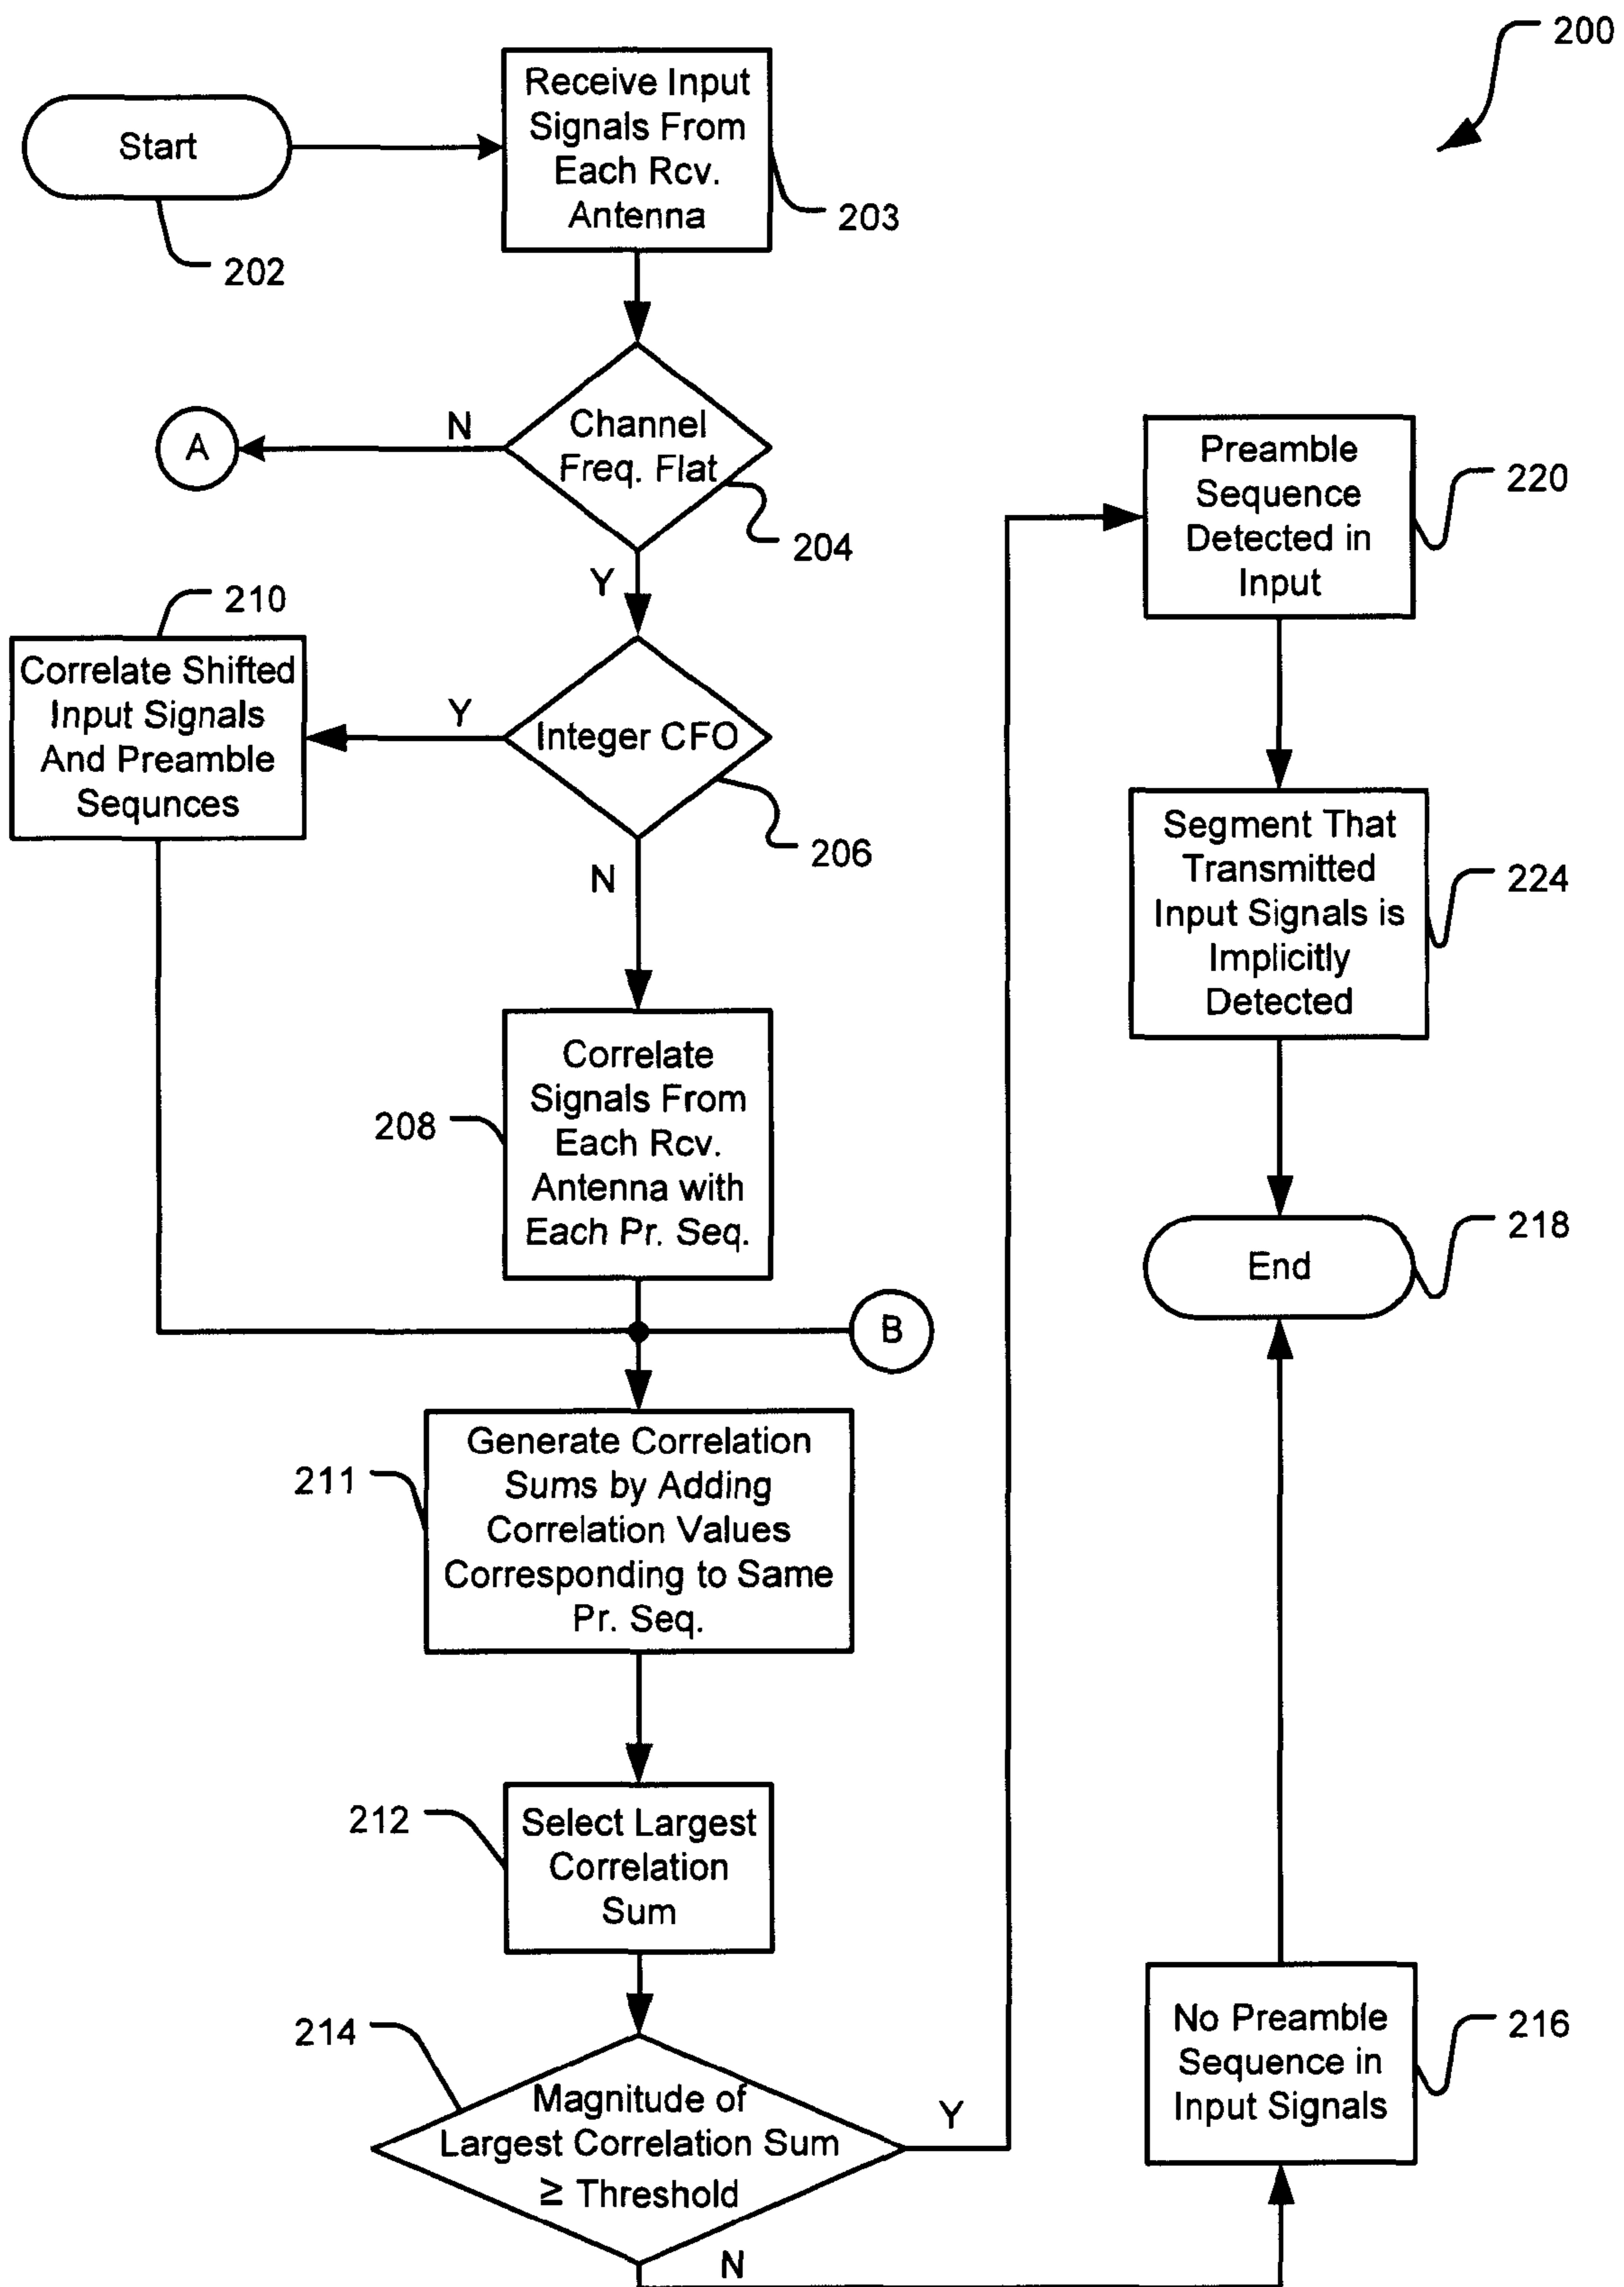 200
Start
202
Receive Input
Signals From
Each Rcv.
Antenna
203
Channel
Freq. Flat
204
N
A
Y
Integer CFO
206
Y
210
Correlate Shifted
Input Signals
And Preamble
Sequnces
N
208
Correlate
Signals From
Each Rcv.
Antenna with
Each Pr. Seq.
B
211
Generate Correlation
Sums by Adding
Correlation Values
Corresponding to Same
Pr. Seq.
212
Select Largest
Correlation
Sum
214
Magnitude of
Largest Correlation Sum
≥ Threshold
Y
N
Preamble
Sequence
Detected in
Input
220
Segment That
Transmitted
Input Signals is
Implicitly
Detected
224
End
218
No Preamble
Sequence in
Input Signals
216